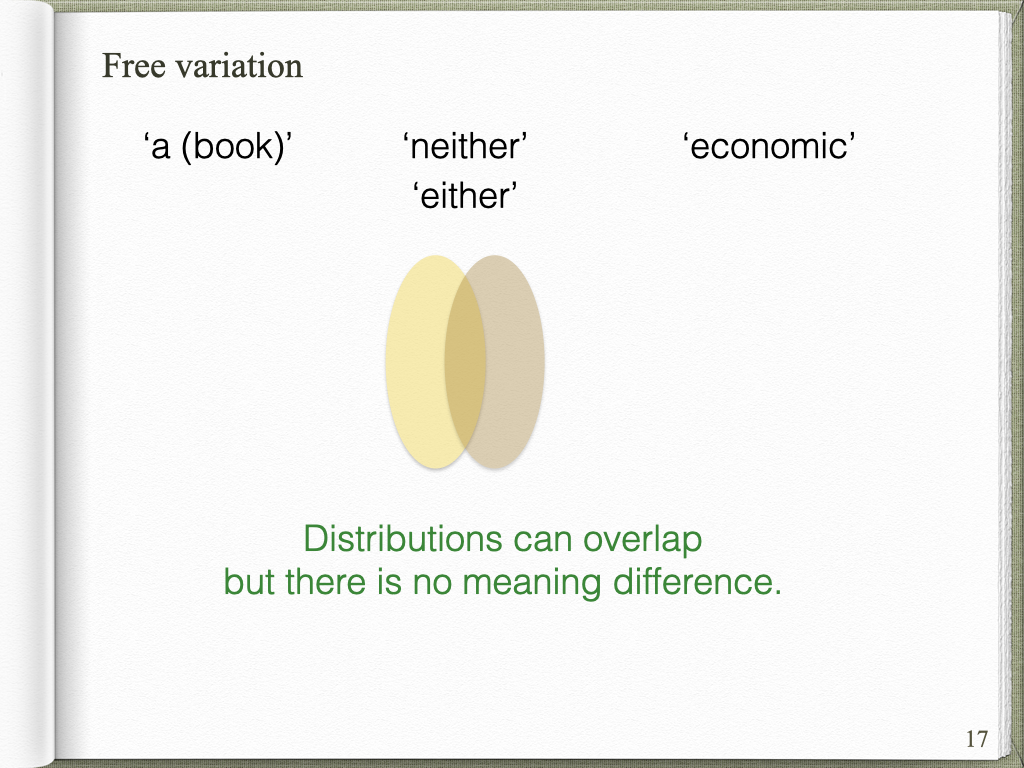 Free variation
‘a (book)’ ‘neither’ ‘economic’
‘either’
Distributions can overlap
but there is no meaning difference.
17